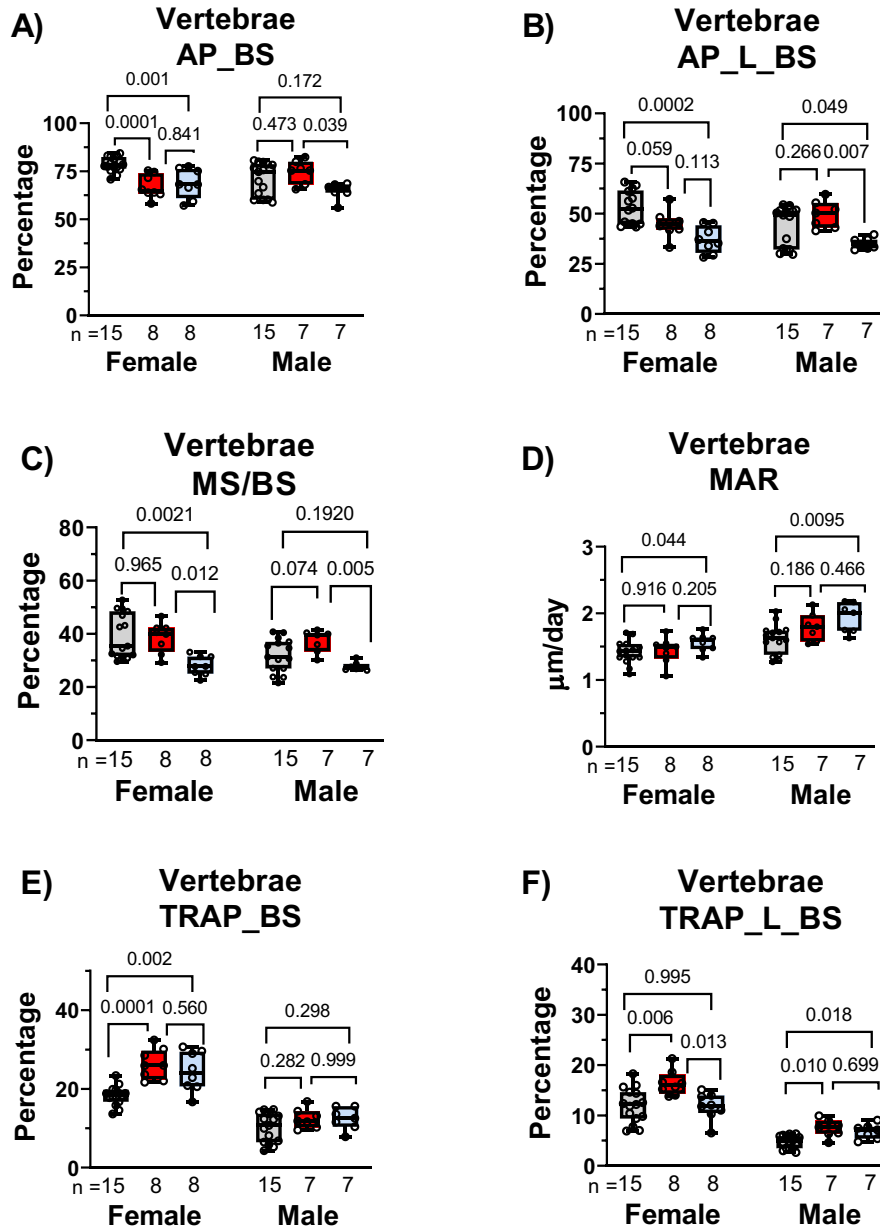 A)
Vertebrae
AP_BS
0.001
0.172
0.0001
0.841
0.473
0.039
100
75
50
25
0
Percentage
n =15
8
8
15
7
7
Female
Male
B)
Vertebrae
AP_L_BS
0.0002
0.049
0.059
0.113
0.266
0.007
100
75
50
25
0
Percentage
n =15
8
8
15
7
7
Female
Male
C)
Vertebrae
MS/BS
0.0021
0.1920
0.965
0.012
0.074
0.005
80
60
40
20
0
Percentage
n =15
8
8
15
7
7
Female
Male
D)
Vertebrae
MAR
0.044
0.0095
0.916
0.205
0.186
0.466
3
2
1
0
μm/day
n =15
8
8
15
7
7
Female
Male
E)
Vertebrae
TRAP_BS
0.002
0.298
0.0001
0.560
0.282
0.999
40
20
0
Percentage
n =15
8
8
15
7
7
Female
Male
F)
Vertebrae
TRAP_L_BS
0.995
0.018
0.006
0.013
0.010
0.699
40
30
20
10
0
Percentage
n =15
8
8
15
7
7
Female
Male